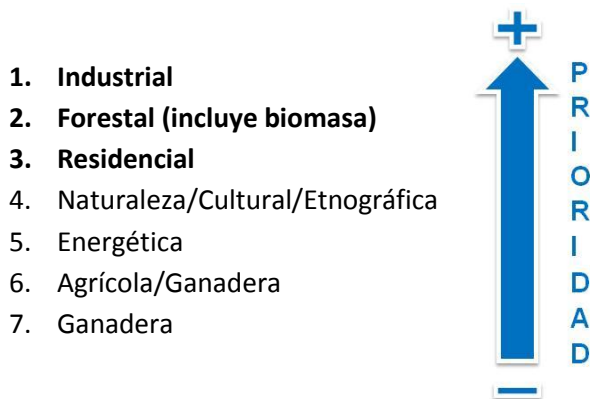 1. Industrial
2. Forestal (incluye biomasa)
3. Residencial
4. Naturaleza/Cultural/Etnográfica
5. Energética
6. Agrícola/Ganadera
7. Ganadera
+
PRIORIDAD
−